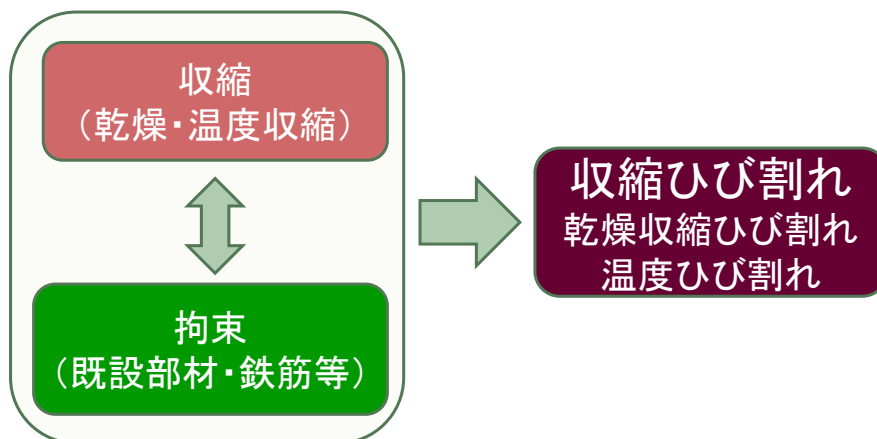 収縮
（乾燥・温度収縮）
拘束
（既設部材・鉄筋等）
収縮ひび割れ
乾燥収縮ひび割れ
温度ひび割れ